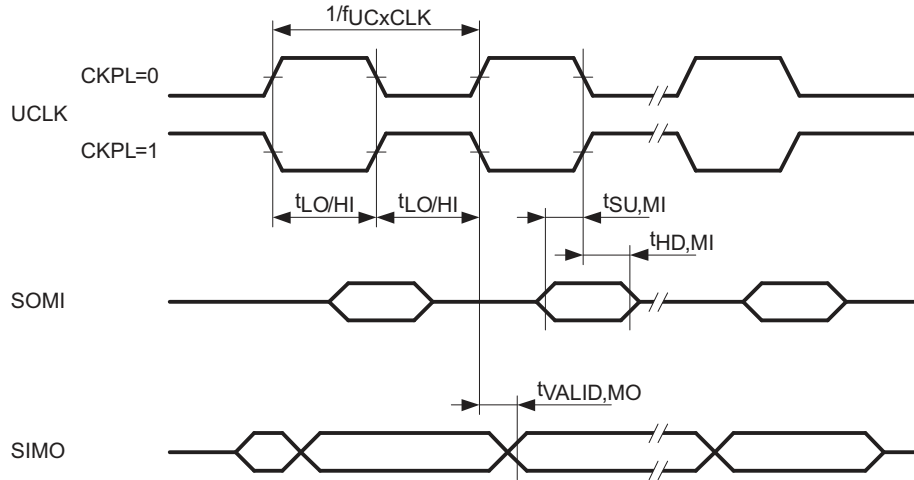 1/fUCxCLK
CKPL=0
UCLK
CKPL=1
tLO/HI tLO/HI tSU,MI
tHD,MI
SOMI
tVALID,MO
SIMO